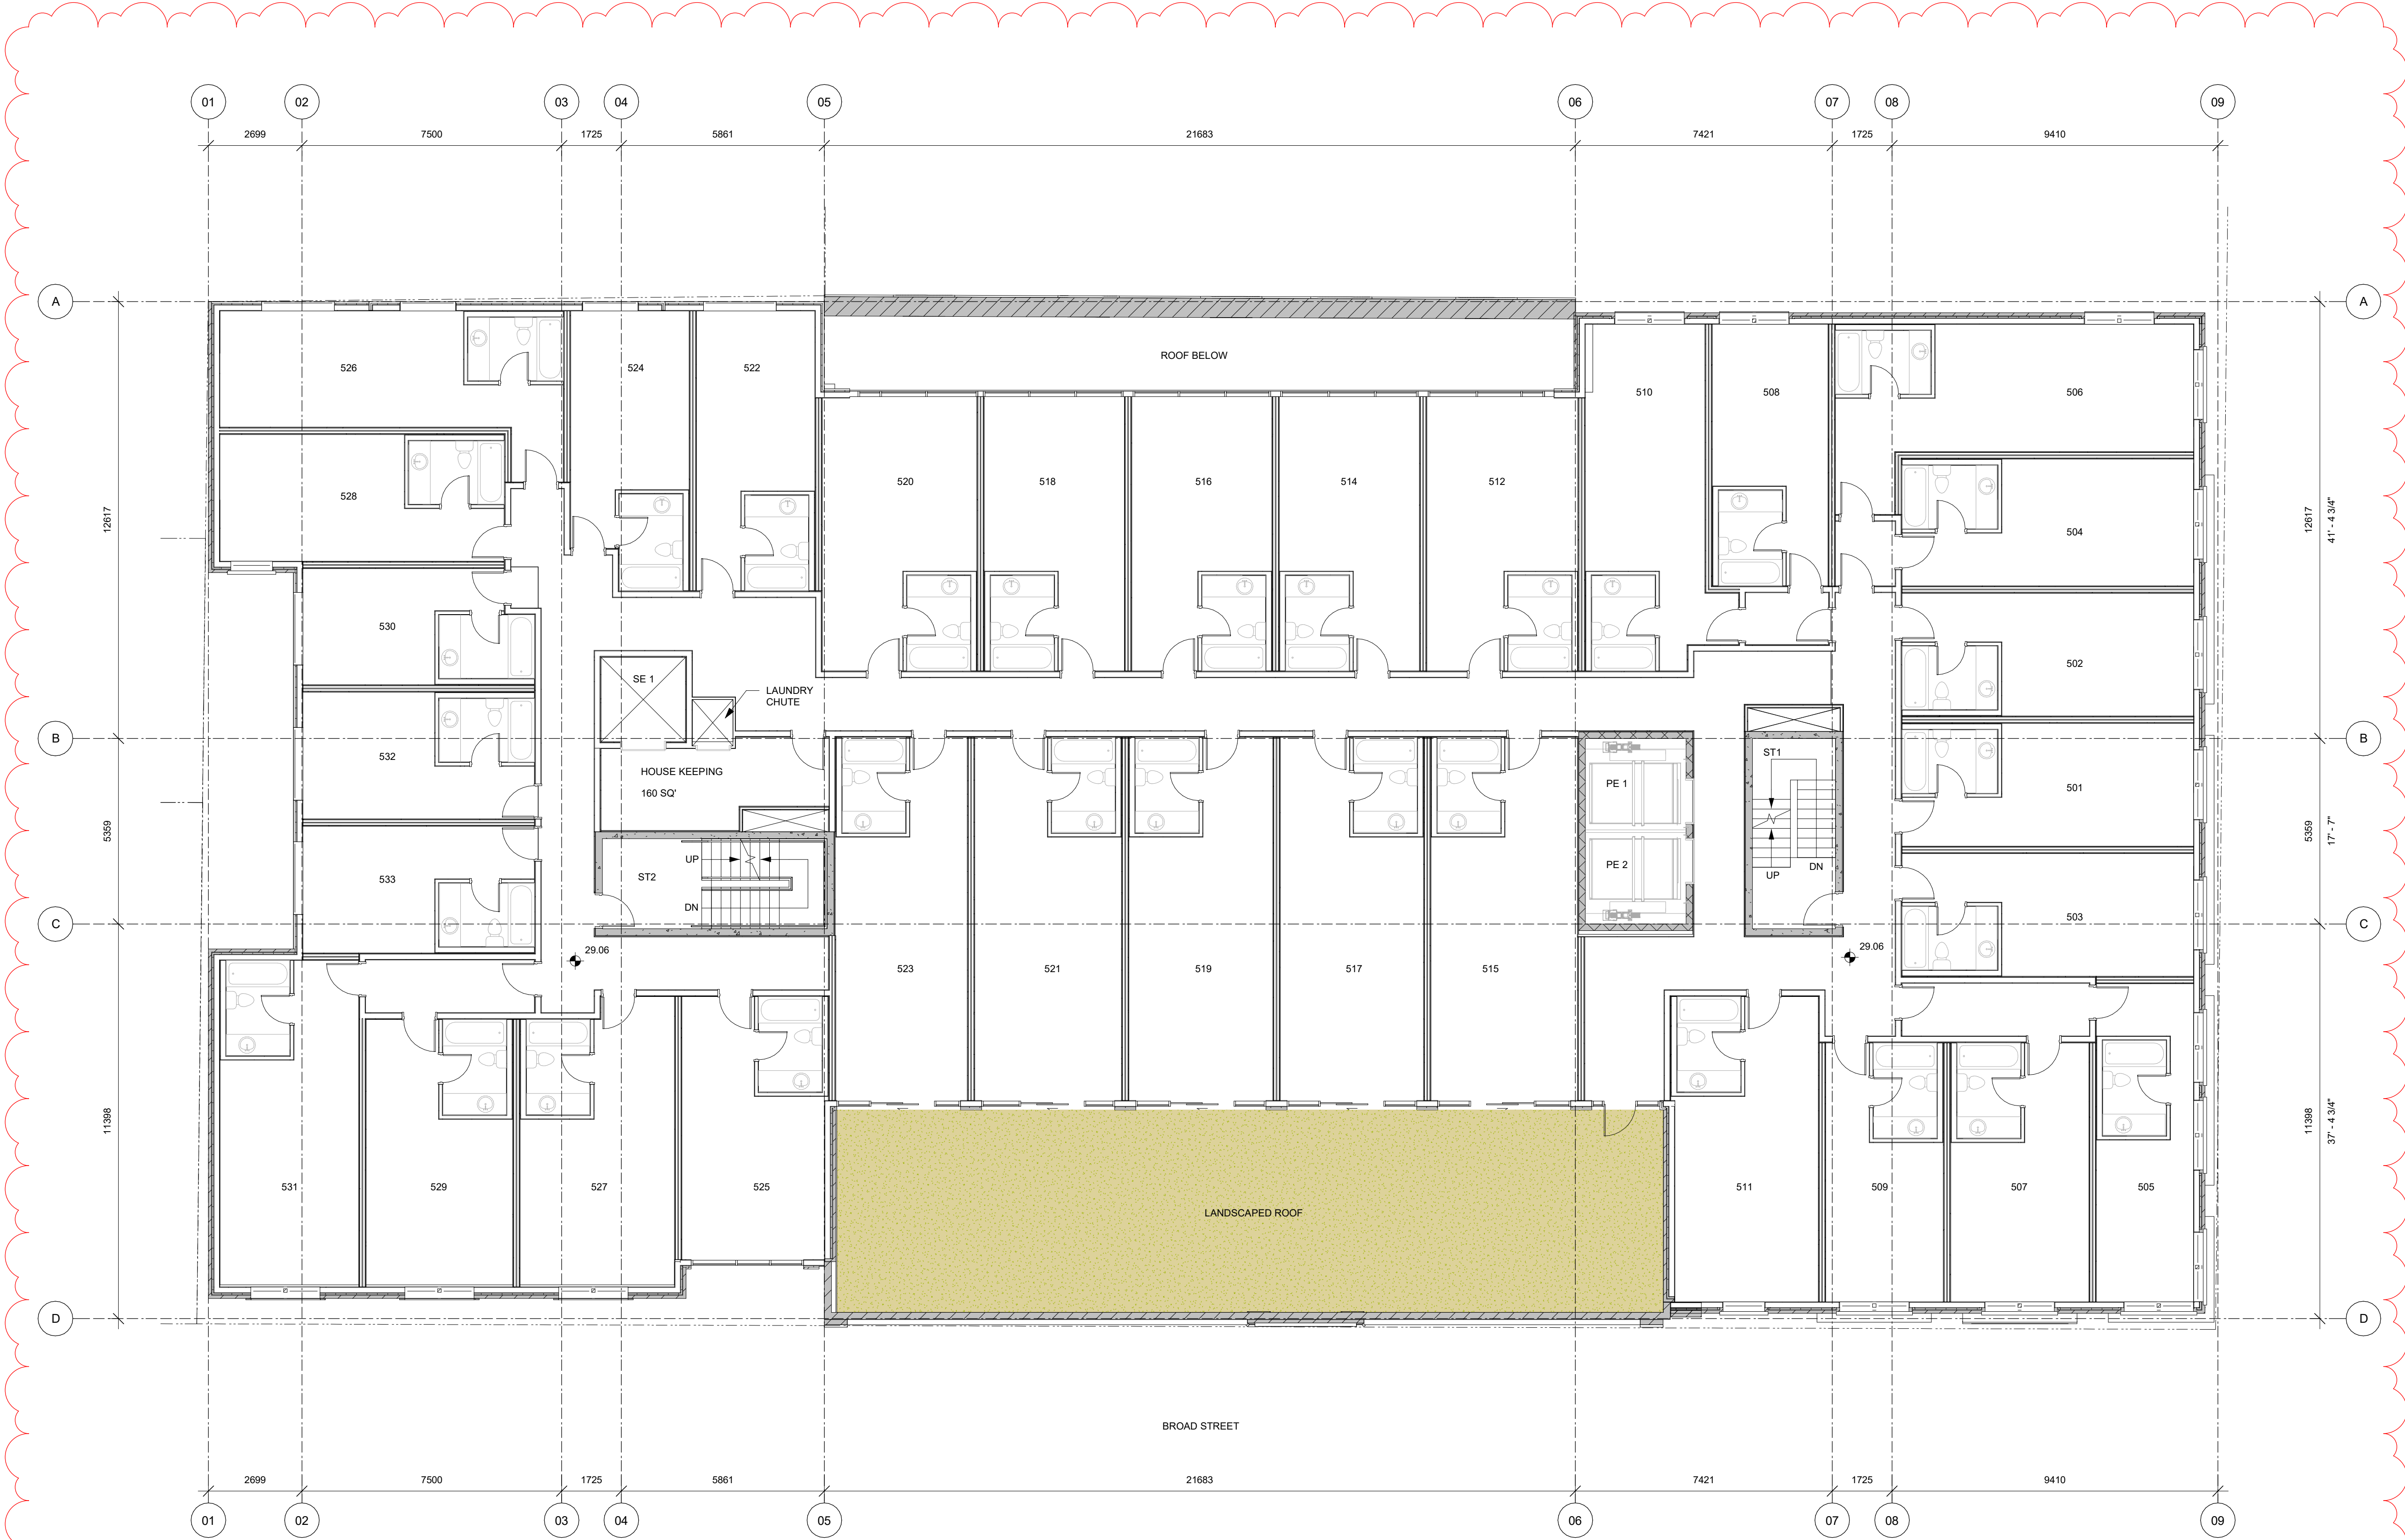 01 02 03 04 05 06 07 08 09
2699 7500 1725 5861 21683 7421 1725 9410
A A
ROOF BELOW
526 524 522 510 508 506
520 518 516 514 512
528 504
12617 12617 41' - 4 3/4"
530 502
SE 1
LAUNDRY
CHUTE
B B
532 ST1
HOUSE KEEPING
160 SQ'
PE 1
501
5359 5359 17' - 7"
UP
PE 2
DN
UP
533 ST2
DN
503
C C
29.06 29.06
523 521 519 517 515
11398 11398 37' - 4 3/4"
531 529 527 525 511 509 507 505
LANDSCAPED ROOF
D D
BROAD STREET
2699 7500 1725 5861 21683 7421 1725 9410
01 02 03 04 05 06 07 08 09